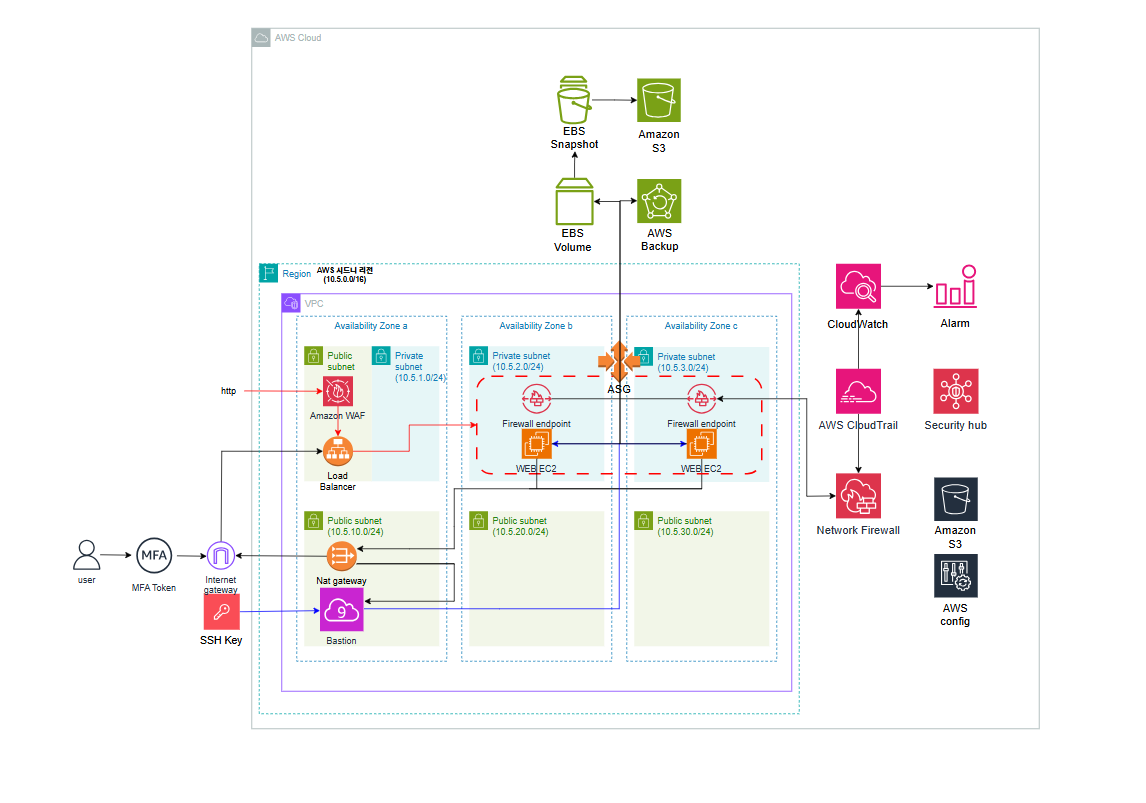 AWS Cloud
EBS
Snapshot
Amazon
S3
EBS
Volume
AWS
Backup
Region
AWS 시드니 리전
(10.5.0.0/16)
VPC
Availability Zone a
Availability Zone b
Availability Zone c
Public
subnet
Private
subnet
(10.5.1.0/24)
Private subnet
(10.5.2.0/24)
Private subnet
(10.5.3.0/24)
ASG
http
Amazon WAF
Load
Balancer
Firewall endpoint
WEB EC2
Firewall endpoint
WEB EC2
CloudWatch
Alarm
AWS CloudTrail
Security hub
Network Firewall
Amazon
S3
AWS
config
Public subnet
(10.5.10.0/24)
Public subnet
(10.5.20.0/24)
Public subnet
(10.5.30.0/24)
user
MFA
MFA Token
Internet
gateway
Nat gateway
SSH Key
9
Bastion